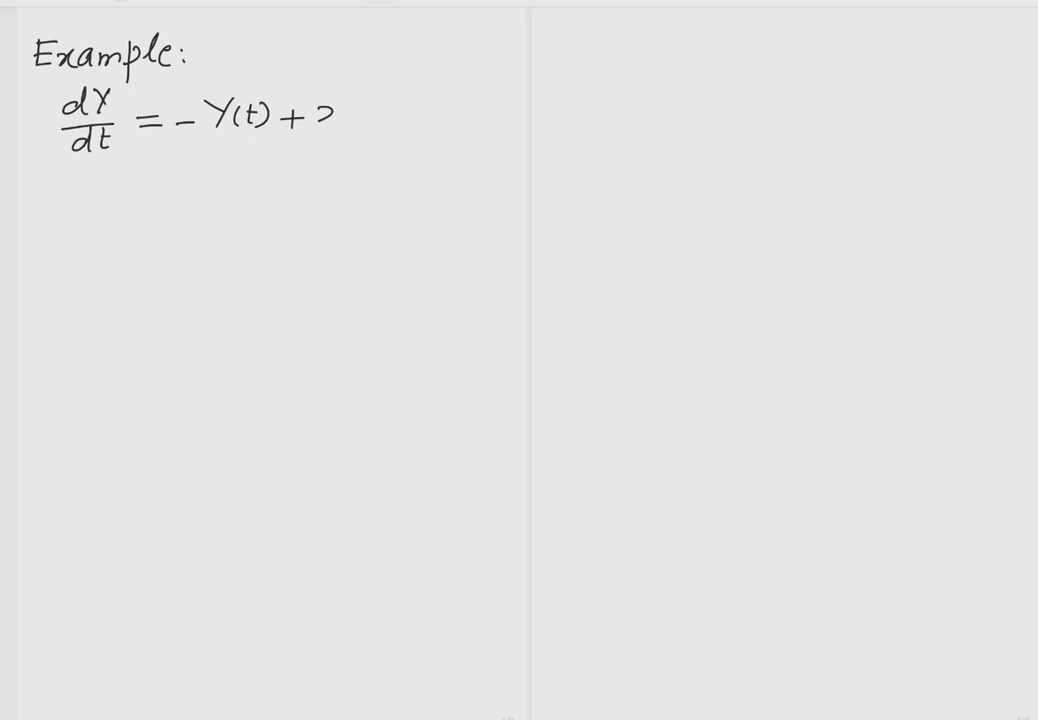 Example:
dY/dt = - Y(t) +